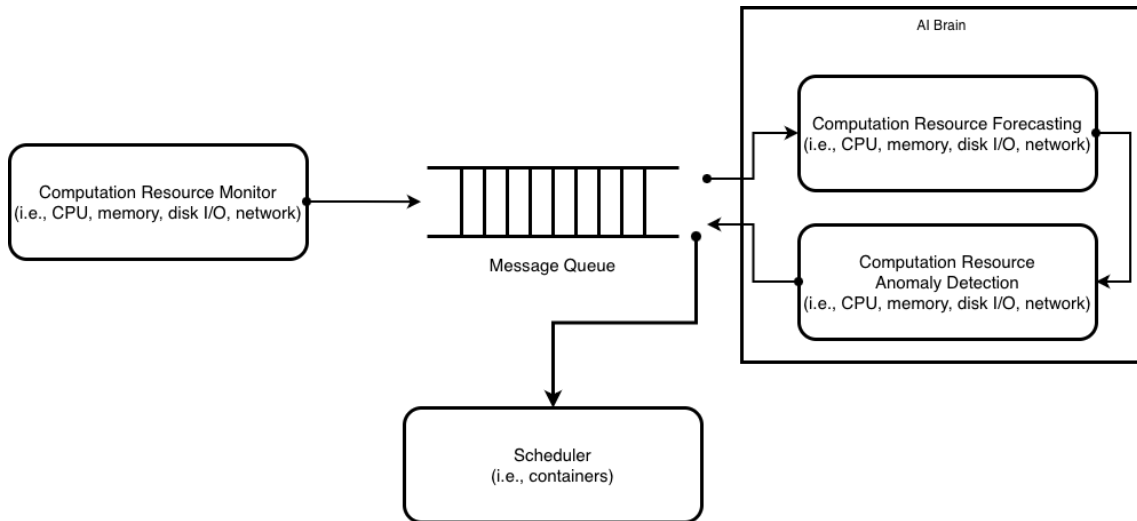 AI Brain
Computation Resource Forecasting
(i.e., CPU, memory, disk I/O, network)
Computation Resource Monitor
(i.e., CPU, memory, disk I/O, network)
Message Queue
Computation Resource
Anomaly Detection
(i.e., CPU, memory, disk I/O, network)
Scheduler
(i.e., containers)